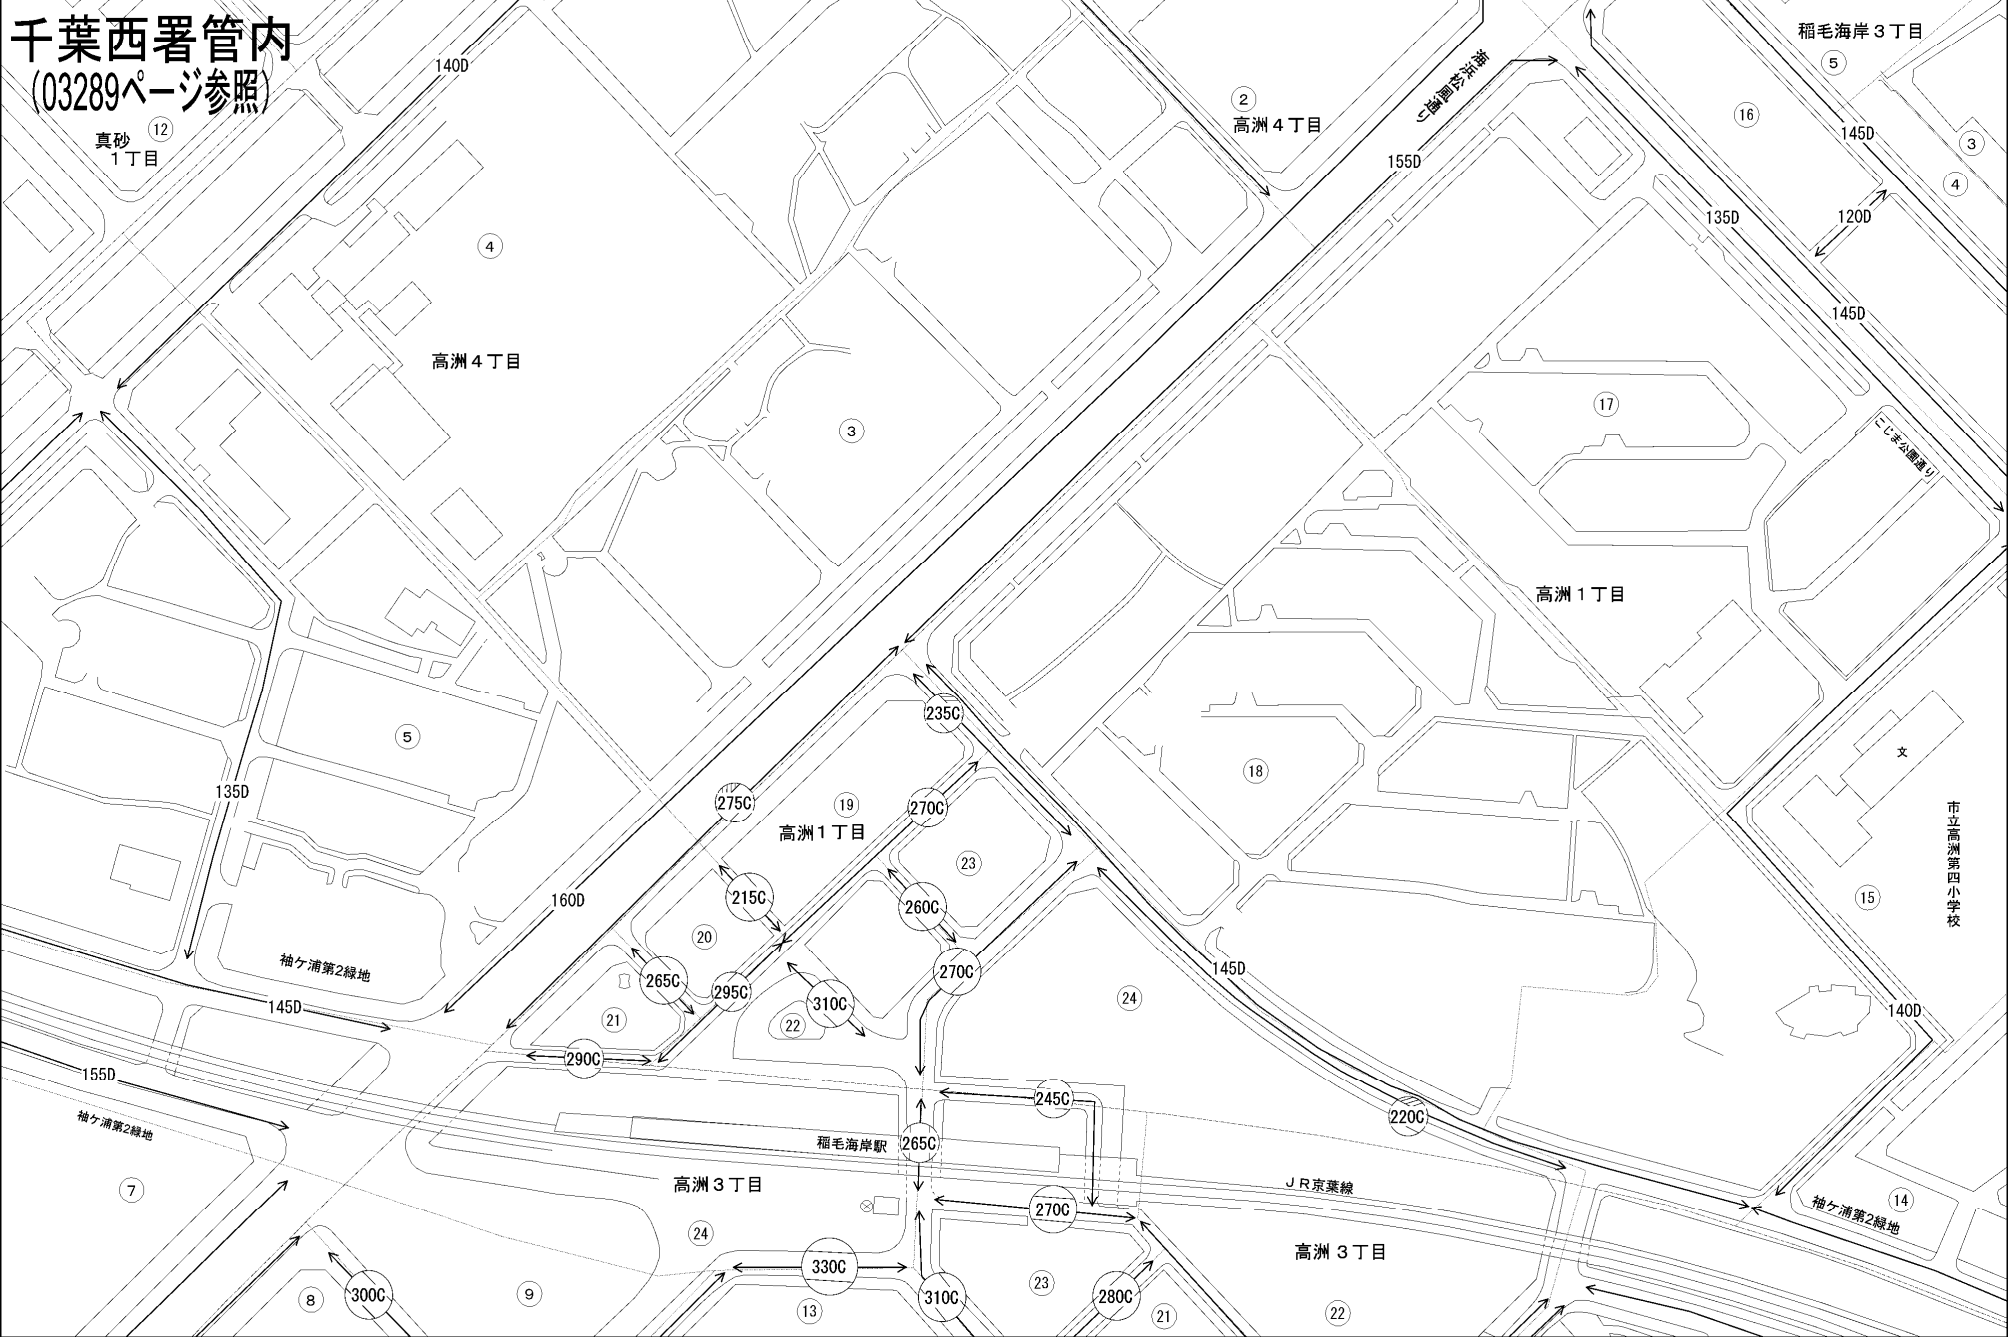 千葉西署管内
(03289ページ参照)
140D
稲毛海岸３丁目
5
海浜松風通り
2
高洲４丁目
16
145D
12
真砂
１丁目
3
155D
4
135D
120D
4
145D
高洲４丁目
17
3
こじま公園通り
高洲１丁目
235C
5
文
18
135D
275C
19
270C
高洲１丁目
市立高洲第四小学校
23
215C
160D
260C
15
20
袖ケ浦第2緑地
145D
270C
265C
295C
24
310C
145D
140D
21
22
290C
155D
245C
220C
袖ケ浦第2緑地
稲毛海岸駅
265C
ＪＲ京葉線
高洲３丁目
7
270C
14
袖ケ浦第2緑地
24
高洲３丁目
330C
23
300C
9
310C
280C
8
13
21
22